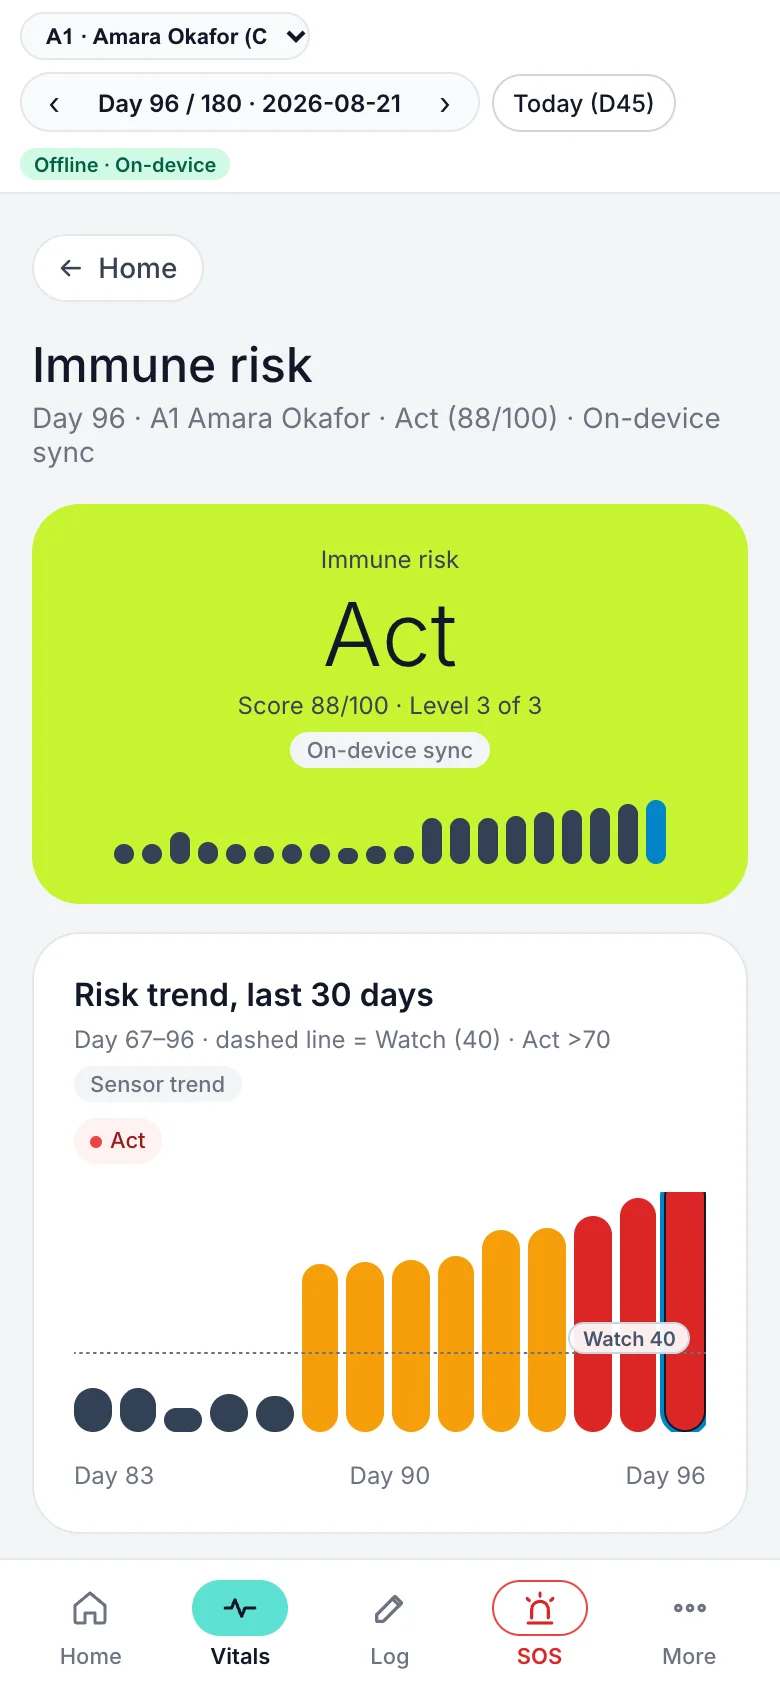 A1 · Amara Okafor (C
‹ Day 96 / 180 · 2026-08-21 ›
Today (D45)
Offline · On-device
← Home
Immune risk
Day 96 · A1 Amara Okafor · Act (88/100) · On-device
sync
Immune risk
Act
Score 88/100 · Level 3 of 3
On-device sync
Risk trend, last 30 days
Day 67–96 · dashed line = Watch (40) · Act >70
Sensor trend
Act
Watch 40
Day 83 Day 90 Day 96
Home Vitals Log SOS More